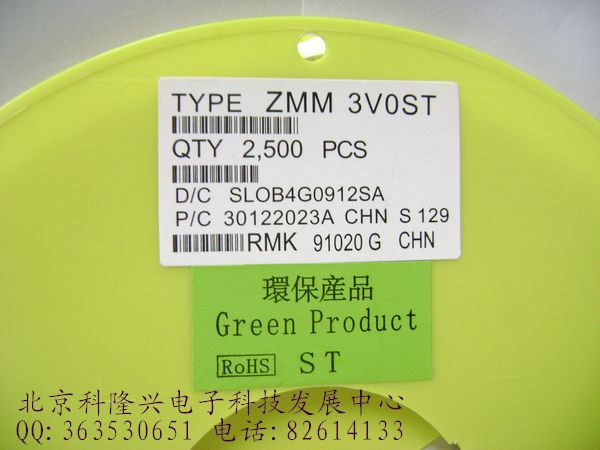 TYPE ZMM 3V0ST
QTY 2,500 PCS
D/C SLOB4G0912SA
P/C 30122023A CHN S 129
RMK 91020 G CHN
環保産品
Green Product
RoHS ST
北京科隆兴电子科技发展中心
QQ:363530651 电话:82614133